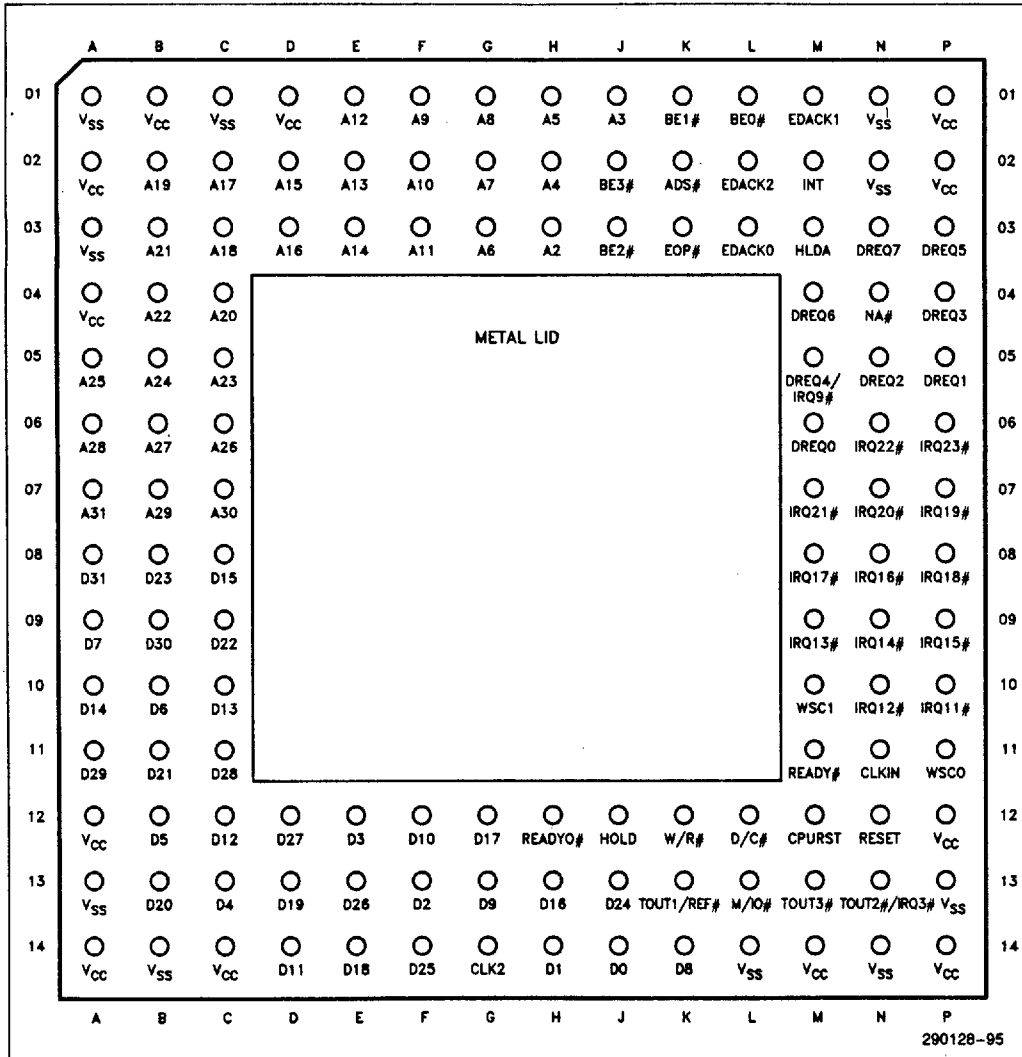 A B C D E F G H J K L M N P
01 01
VSS VCC VSS VCC A12 A9 A8 A5 A3 BE1# BE0# EDACK1 VSS VCC
02 02
VCC A19 A17 A15 A13 A10 A7 A4 BE3# ADS# EDACK2 INT VSS VCC
03 03
VSS A21 A18 A16 A14 A11 A6 A2 BE2# EOP# EDACK0 HLDA DREQ7 DREQ5
04 04
VCC A22 A20 DREQ6 NA# DREQ3
METAL LID
05 05
A25 A24 A23 DREQ4/ DREQ2 DREQ1
IRQ9#
06 06
A28 A27 A26 DREQ0 IRQ22# IRQ23#
07 07
A31 A29 A30 IRQ21# IRQ20# IRQ19#
08 08
D31 D23 D15 IRQ17# IRQ16# IRQ18#
09 09
D7 D30 D22 IRQ13# IRQ14# IRQ15#
10 10
D14 D6 D13 WSC1 IRQ12# IRQ11#
11 11
D29 D21 D28 READY# CLKIN WSC0
12 12
VCC D5 D12 D27 D3 D10 D17 READYO# HOLD W/R# D/C# CPURST RESET VCC
13 13
VSS D20 D4 D19 D26 D2 D9 D16 D24 TOUT1/REF# M/IO# TOUT3# TOUT2#/IRQ3# VSS
14 14
VCC VSS VCC D11 D18 D25 CLK2 D1 D0 D8 VSS VCC VSS VCC
A B C D E F G H J K L M N P
290128-95